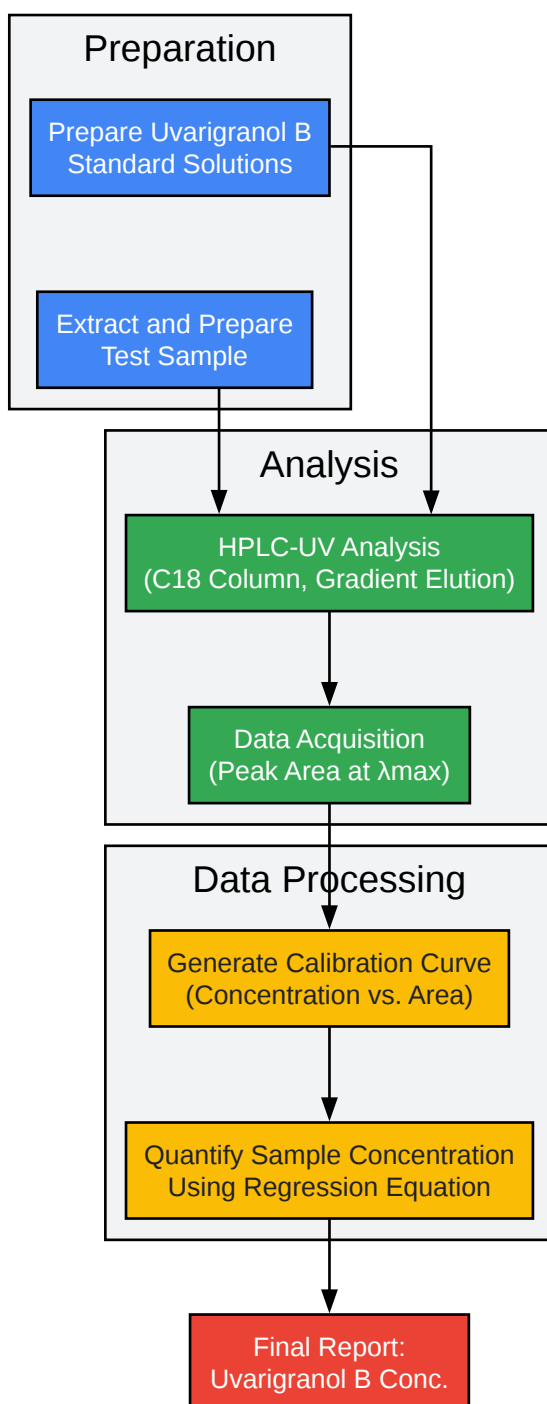 Preparation
Prepare Uvarigranol B
Standard Solutions
Extract and Prepare
Test Sample
Analysis
HPLC-UV Analysis
(C18 Column, Gradient Elution)
Data Acquisition
(Peak Area at λmax)
Data Processing
Generate Calibration Curve
(Concentration vs. Area)
Quantify Sample Concentration
Using Regression Equation
Final Report:
Uvarigranol B Conc.